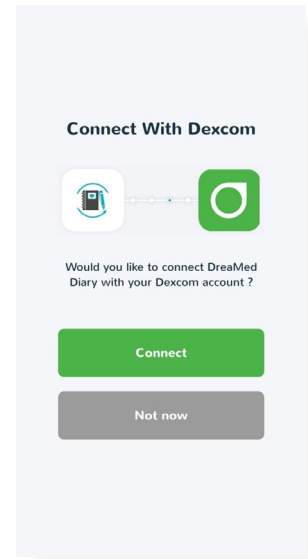 Connect With Dexcom
Would you like to connect DreaMed
Diary with your Dexcom account ?
Connect
Not now